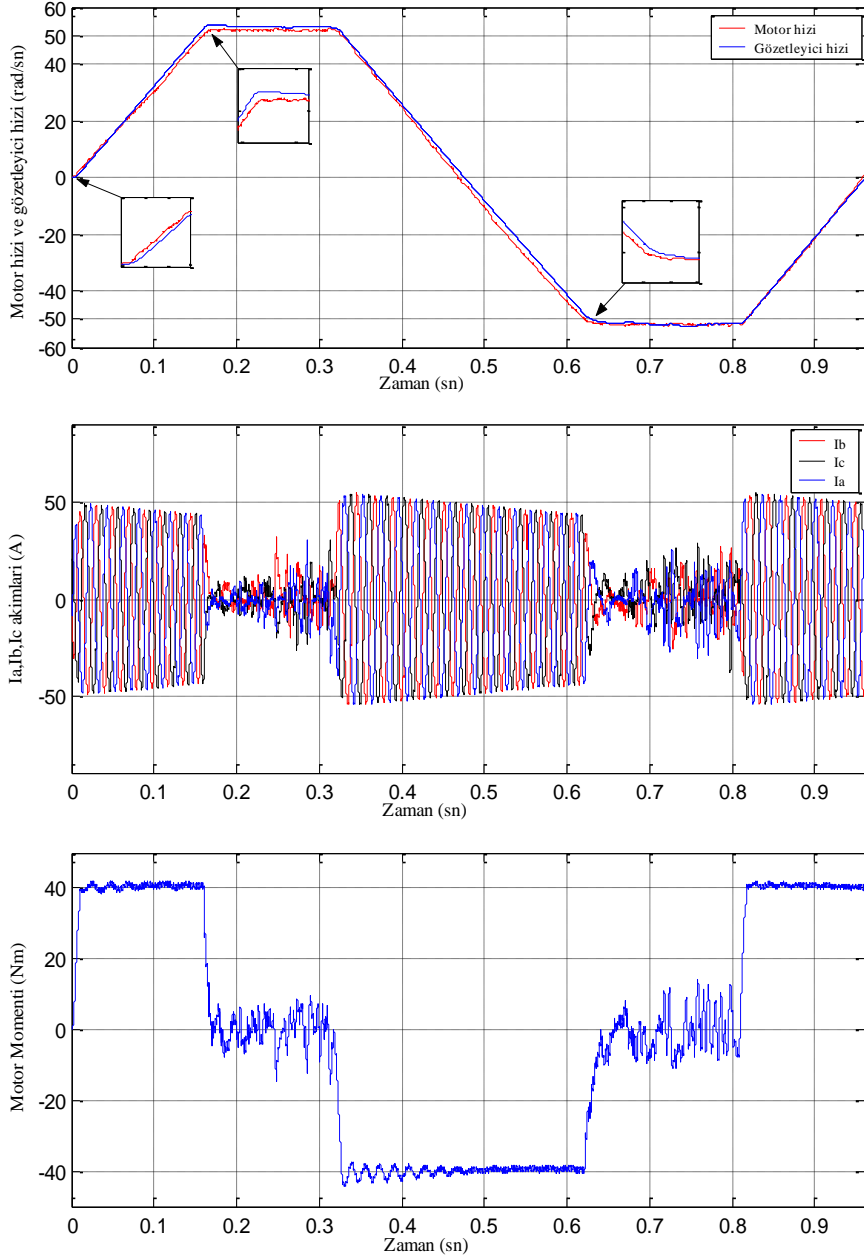 60
50
40
20
0
-20
-40
-50
-60
Motor hizi ve gözetleyici hizi (rad/sn)
Motor hizi
Gözetleyici hizi
0 0.1 0.2 0.3 0.4 0.5 0.6 0.7 0.8 0.9
Zaman (sn)
50
0
-50
Ia,Ib,Ic akimlari (A)
Ib
Ic
Ia
0 0.1 0.2 0.3 0.4 0.5 0.6 0.7 0.8 0.9
Zaman (sn)
40
20
0
-20
-40
Motor Momenti (Nm)
0 0.1 0.2 0.3 0.4 0.5 0.6 0.7 0.8 0.9
Zaman (sn)